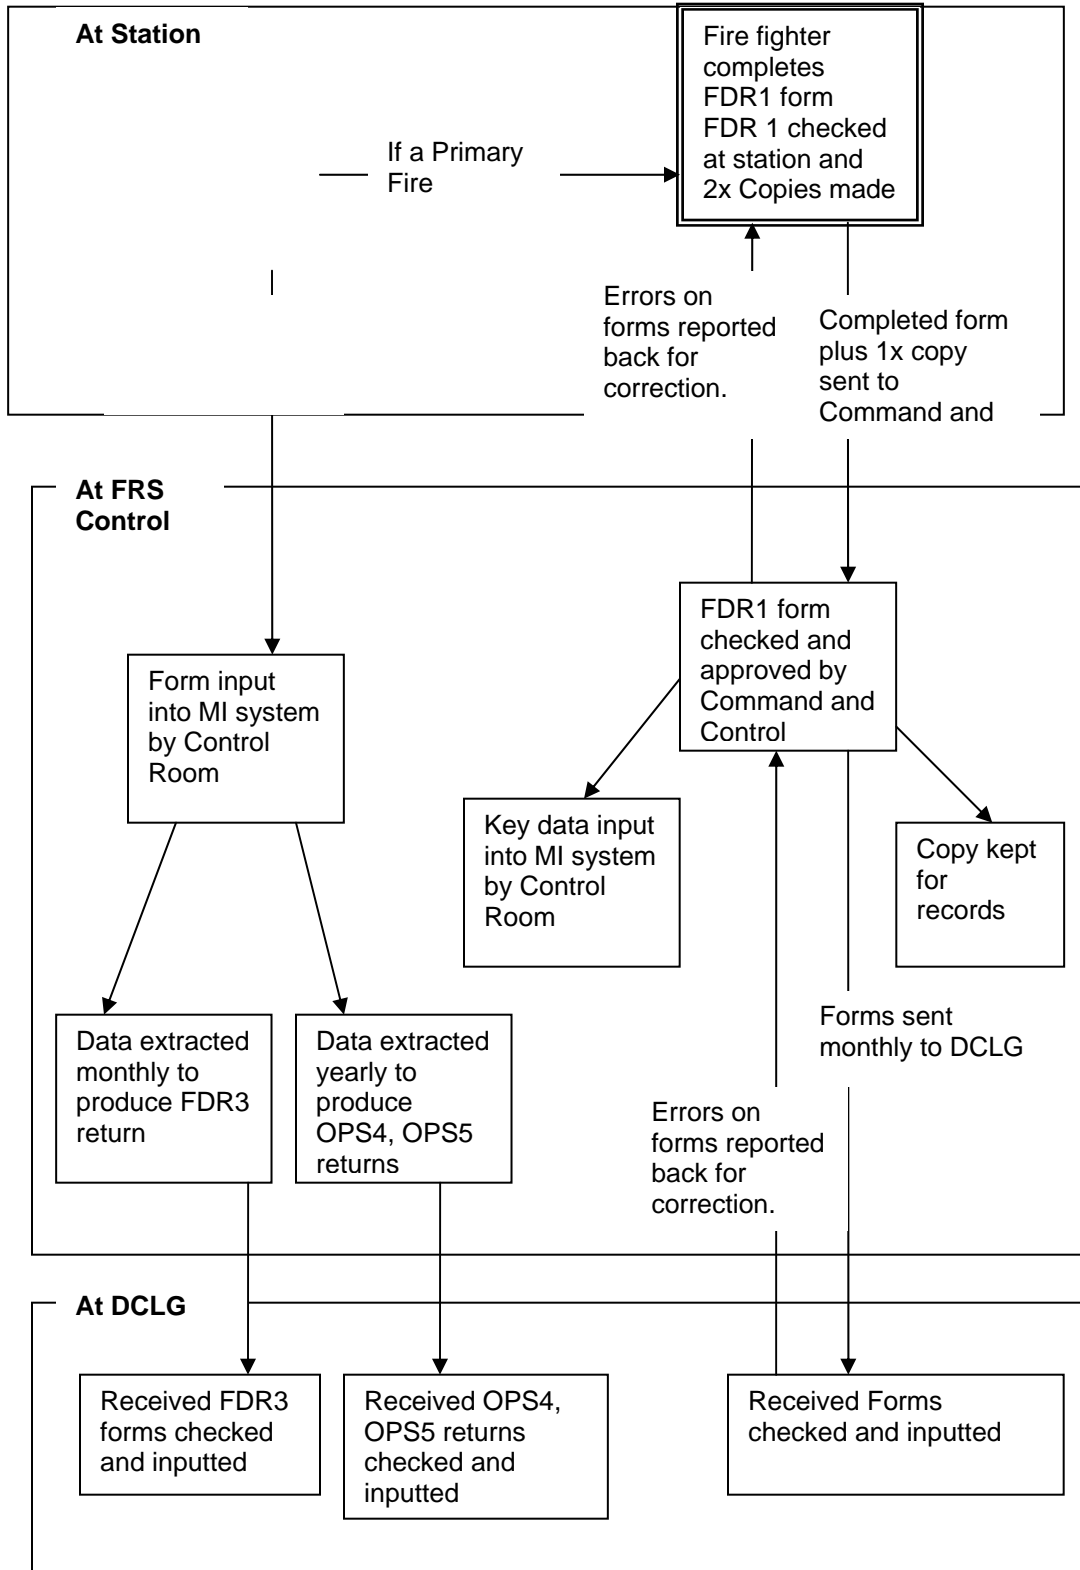 At Station
Fire fighter
completes
FDR1 form
FDR 1 checked
at station and
2x Copies made
If a Primary
Fire
Errors on
forms reported
back for
correction.
Completed form
plus 1x copy
sent to
Command and
At FRS
Control
FDR1 form
checked and
approved by
Command and
Control
Form input
into MI system
by Control
Room
Key data input
into MI system
by Control
Room
Copy kept
for
records
Data extracted
monthly to
produce FDR3
return
Data extracted
yearly to
produce
OPS4, OPS5
returns
Forms sent
monthly to DCLG
Errors on
forms reported
back for
correction.
At DCLG
Received FDR3
forms checked
and inputted
Received OPS4,
OPS5 returns
checked and
inputted
Received Forms
checked and inputted